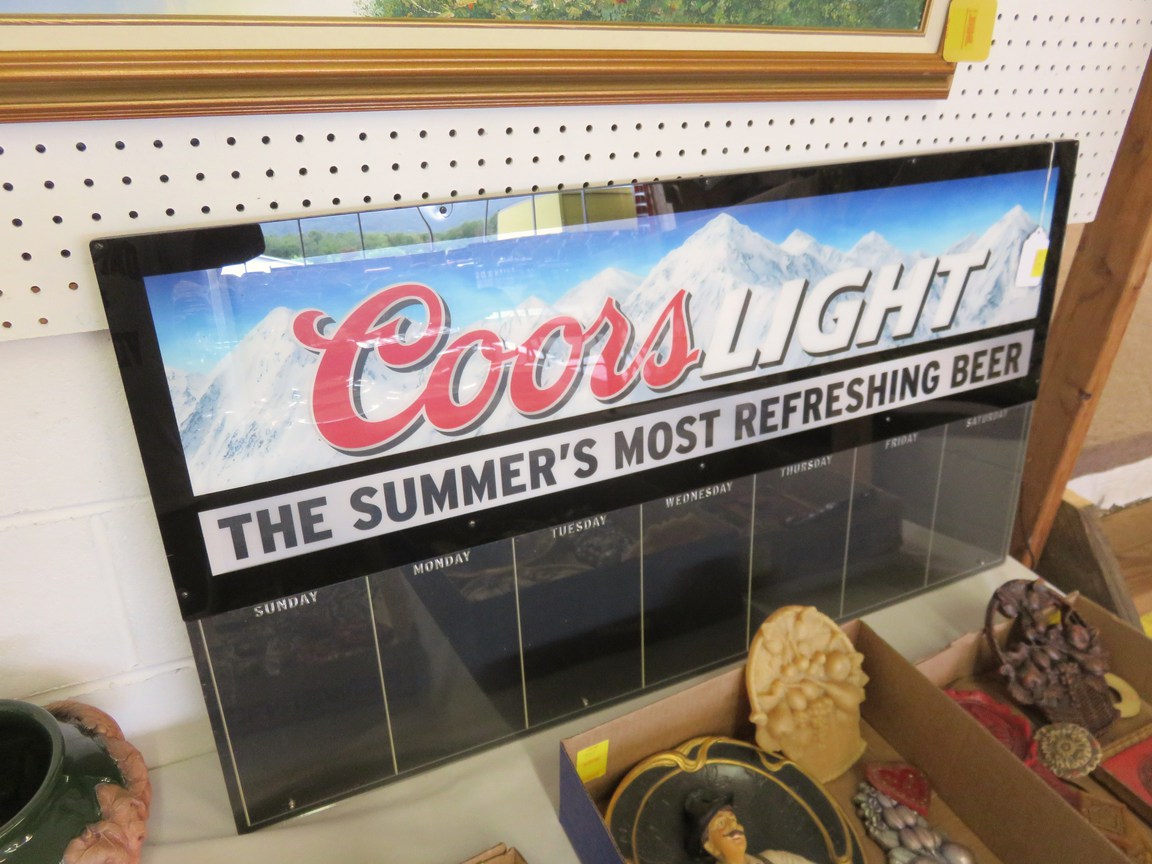 Coors LIGHT
THE SUMMER'S MOST REFRESHING BEER
SUNDAY MONDAY TUESDAY WEDNESDAY THURSDAY FRIDAY SATURDAY